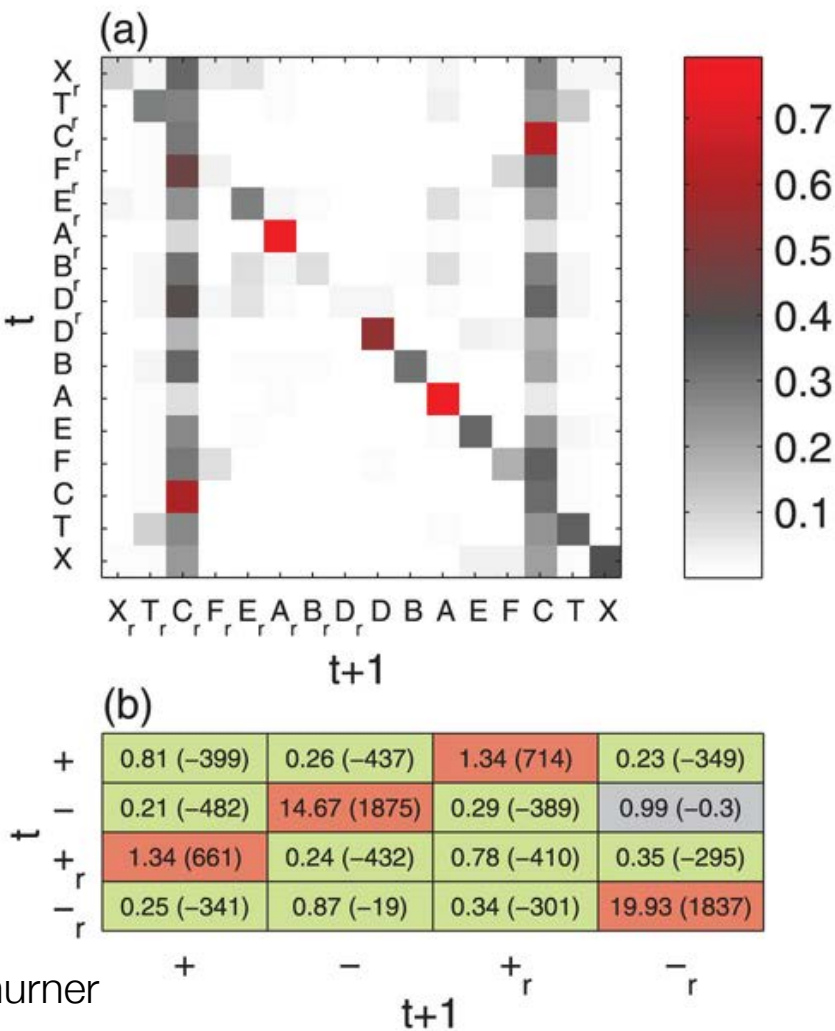 (a)
X_r
T_r
C_r
F_r
E_r
A_r
B_r
D_r
D
B
A
E
F
C
T
X
t
X_r T_r C_r F_r E_r A_r B_r D_r D B A E F C T X
t+1
0.7
0.6
0.5
0.4
0.3
0.2
0.1
(b)
+ 0.81 (−399) 0.26 (−437) 1.34 (714) 0.23 (−349)
− 0.21 (−482) 14.67 (1875) 0.29 (−389) 0.99 (−0.3)
+_r 1.34 (661) 0.24 (−432) 0.78 (−410) 0.35 (−295)
−_r 0.25 (−341) 0.87 (−19) 0.34 (−301) 19.93 (1837)
t
+ − +_r −_r
t+1
urner